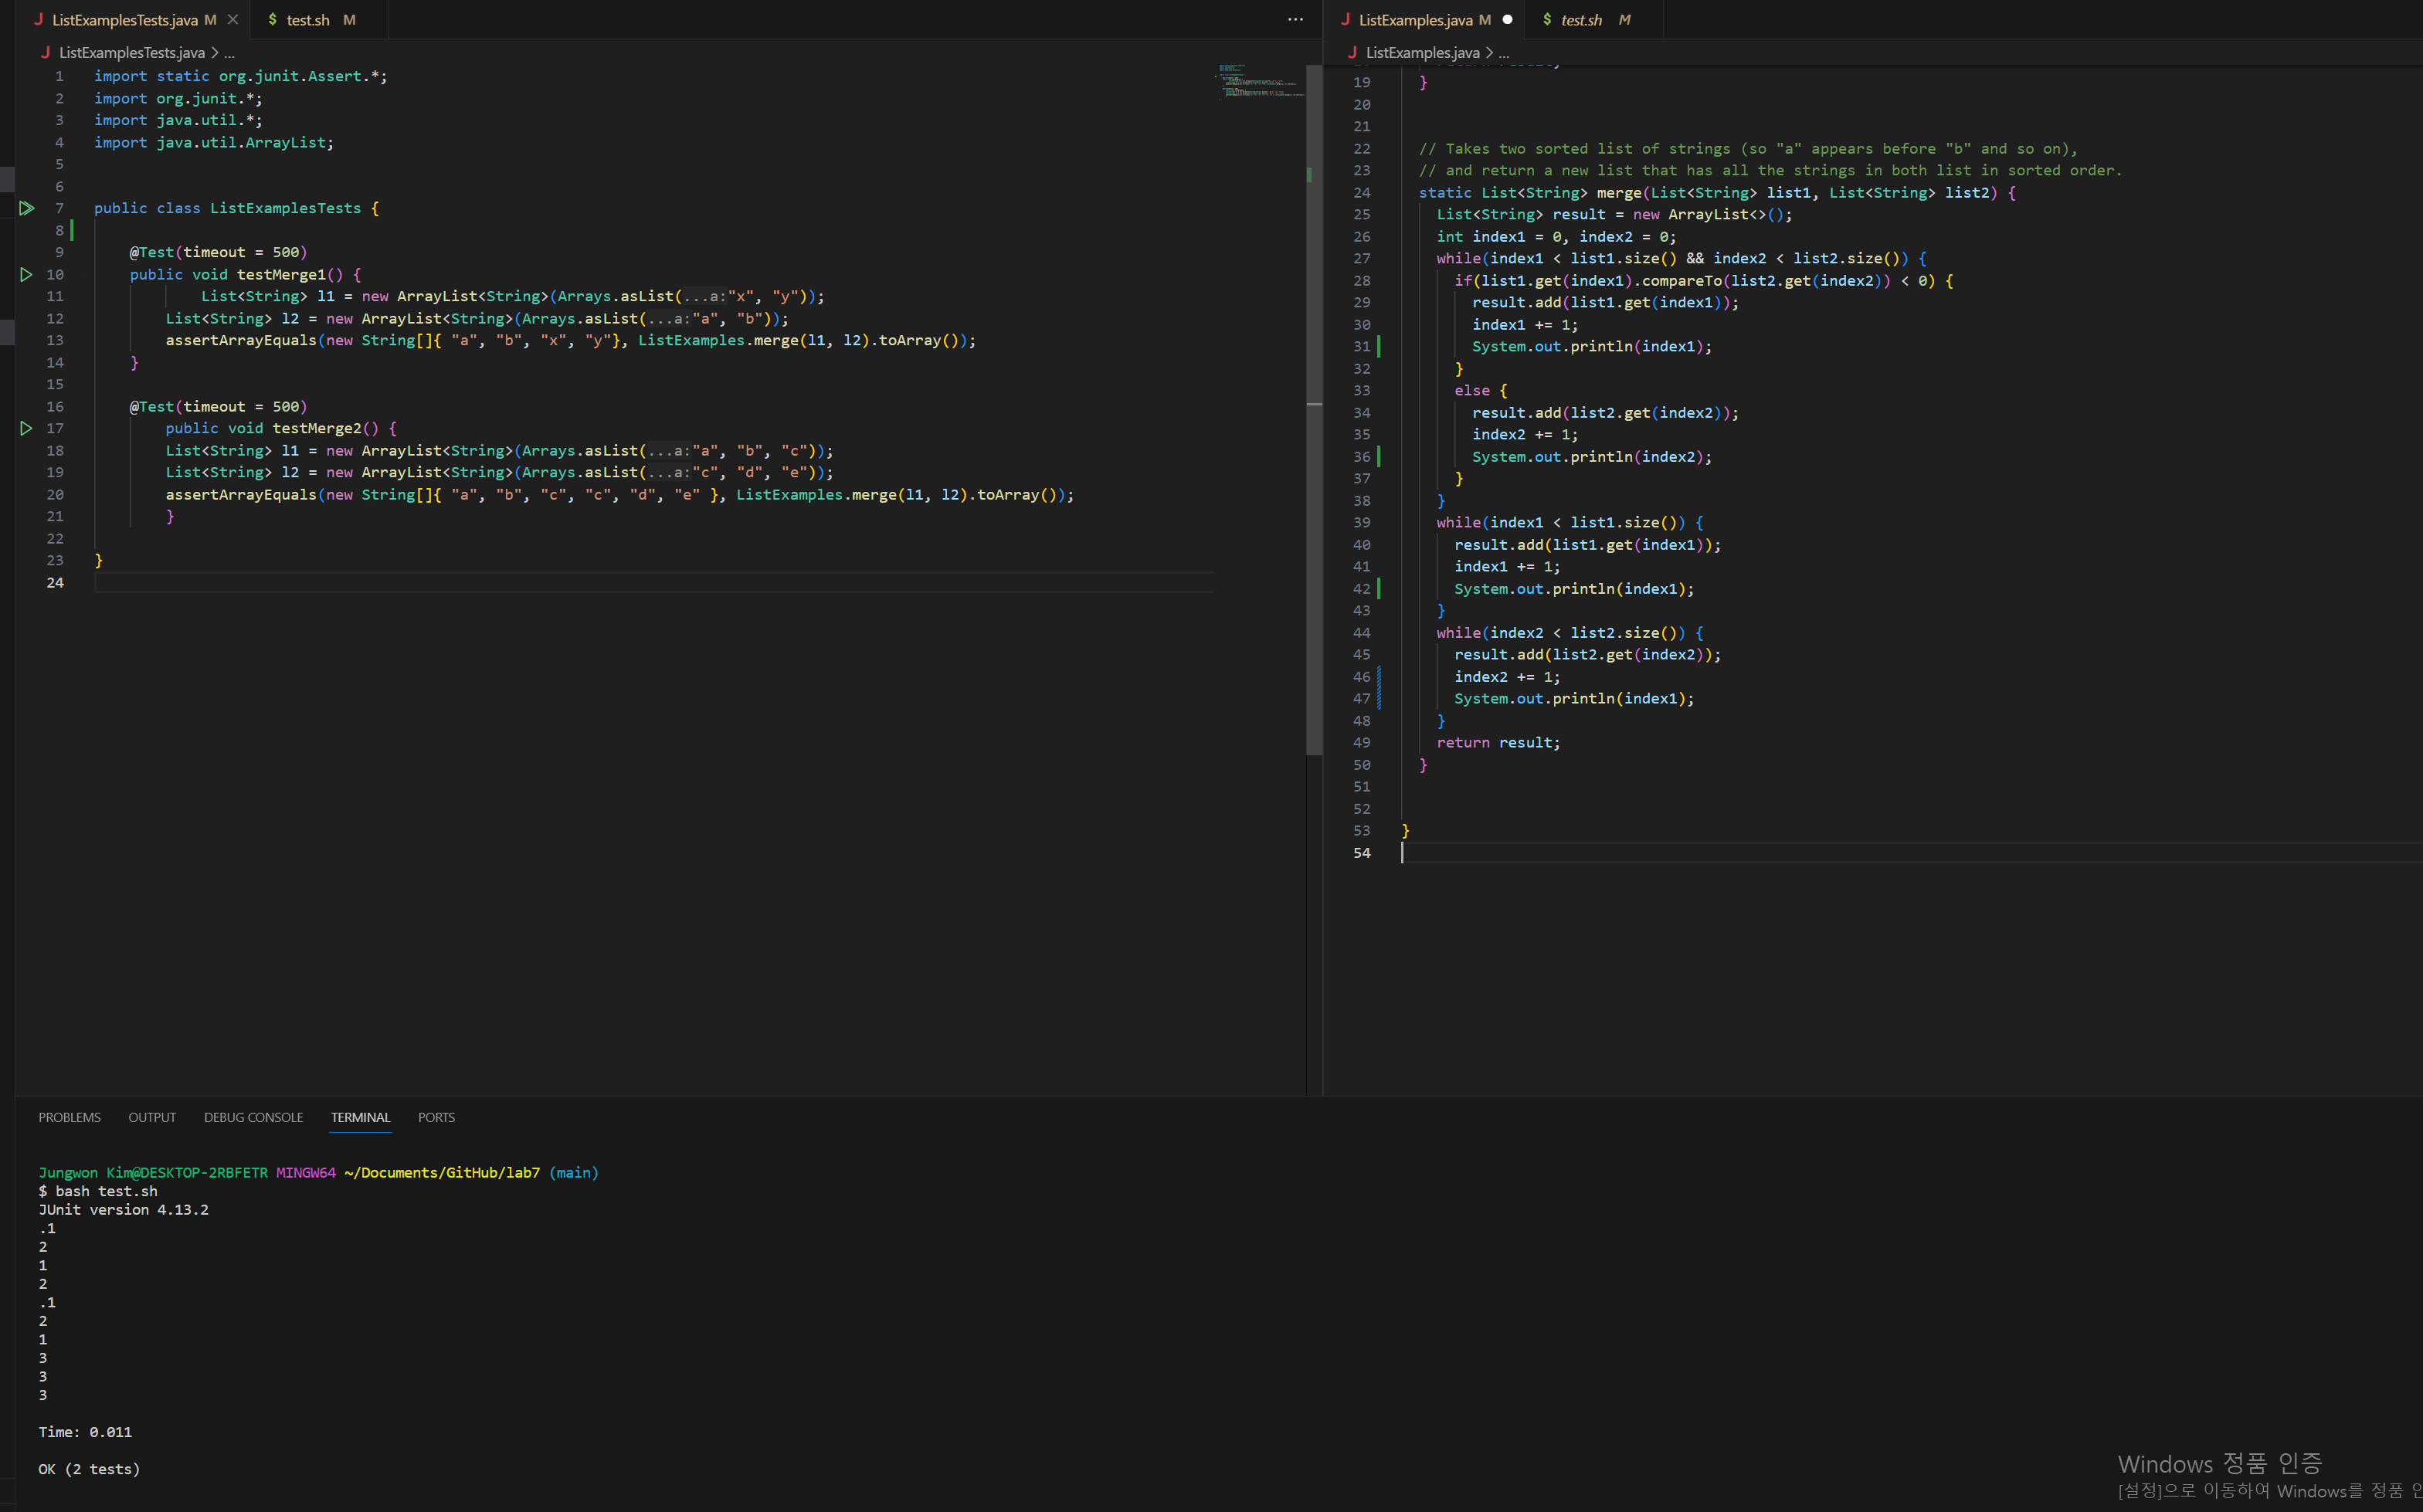 ListExamplesTests.java M
$ test.sh M
ListExamplesTests.java > ...
1 import static org.junit.Assert.*;
2 import org.junit.*;
3 import java.util.*;
4 import java.util.ArrayList;
5
6
7 public class ListExamplesTests {
8
9 @Test(timeout = 500)
10 public void testMerge1() {
11 List<String> l1 = new ArrayList<String>(Arrays.asList(...a:"x", "y"));
12 List<String> l2 = new ArrayList<String>(Arrays.asList(...a:"a", "b"));
13 assertArrayEquals(new String[]{ "a", "b", "x", "y"}, ListExamples.merge(l1, l2).toArray());
14 }
15
16 @Test(timeout = 500)
17 public void testMerge2() {
18 List<String> l1 = new ArrayList<String>(Arrays.asList(...a:"a", "b", "c"));
19 List<String> l2 = new ArrayList<String>(Arrays.asList(...a:"c", "d", "e"));
20 assertArrayEquals(new String[]{ "a", "b", "c", "c", "d", "e" }, ListExamples.merge(l1, l2).toArray());
21 }
22
23 }
24
J ListExamples.java M
$ test.sh M
J ListExamples.java > ...
19 }
20
21
22 // Takes two sorted list of strings (so "a" appears before "b" and so on),
23 // and return a new list that has all the strings in both list in sorted order.
24 static List<String> merge(List<String> list1, List<String> list2) {
25 List<String> result = new ArrayList<>();
26 int index1 = 0, index2 = 0;
27 while(index1 < list1.size() && index2 < list2.size()) {
28 if(list1.get(index1).compareTo(list2.get(index2)) < 0) {
29 result.add(list1.get(index1));
30 index1 += 1;
31 System.out.println(index1);
32 }
33 else {
34 result.add(list2.get(index2));
35 index2 += 1;
36 System.out.println(index2);
37 }
38 }
39 while(index1 < list1.size()) {
40 result.add(list1.get(index1));
41 index1 += 1;
42 System.out.println(index1);
43 }
44 while(index2 < list2.size()) {
45 result.add(list2.get(index2));
46 index2 += 1;
47 System.out.println(index1);
48 }
49 return result;
50 }
51
52
53 }
54
PROBLEMS OUTPUT DEBUG CONSOLE TERMINAL PORTS
Jungwon Kim@DESKTOP-2RBFETR MINGW64 ~/Documents/GitHub/lab7 (main)
$ bash test.sh
JUnit version 4.13.2
.1
2
1
2
.1
2
1
3
3
3
Time: 0.011
OK (2 tests)
Windows 정품 인증
[설정]으로 이동하여 Windows를 정품